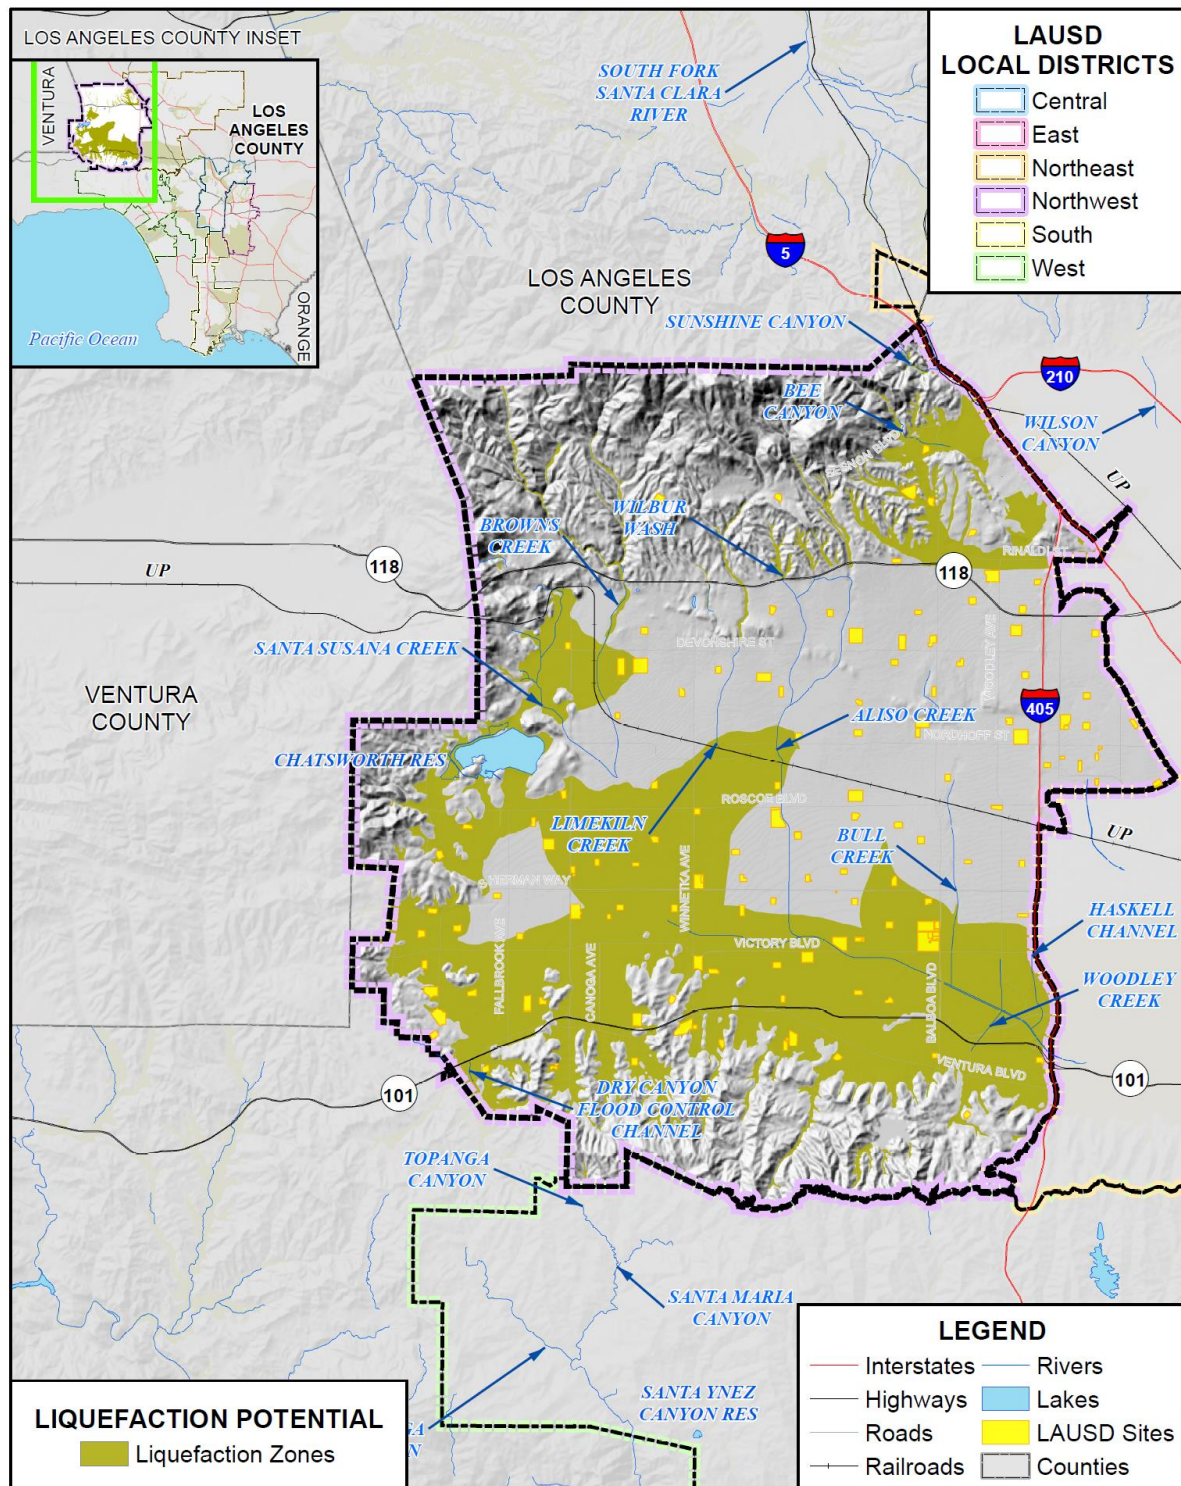 LOS ANGELES COUNTY INSET
VENTURA
LOS
ANGELES
COUNTY
ORANGE
Pacific Ocean
LAUSD
LOCAL DISTRICTS
Central
East
Northeast
Northwest
South
West
SOUTH FORK
SANTA CLARA
RIVER
5
LOS ANGELES
COUNTY
SUNSHINE CANYON
210
BEE
CANYON
WILSON
CANYON
SESNON BLVD
UP
WILBUR
WASH
BROWNS
CREEK
RINALDI ST
UP
118
118
DEVONSHIRE ST
WOODLEY AVE
SANTA SUSANA CREEK
VENTURA
COUNTY
405
ALISO CREEK
NORDHOFF ST
CHATSWORTH RES
ROSCOE BLVD
LIMEKILN
CREEK
BULL
CREEK
UP
SHERMAN WAY
WINNETKA AVE
HASKELL
CHANNEL
FALLBROOK AVE
CANOGA AVE
VICTORY BLVD
BALBOA BLVD
WOODLEY
CREEK
VENTURA BLVD
101
101
DRY CANYON
FLOOD CONTROL
CHANNEL
TOPANGA
CANYON
SANTA MARIA
CANYON
SANTA YNEZ
CANYON RES
GA
N
LIQUEFACTION POTENTIAL
Liquefaction Zones
LEGEND
Interstates
Highways
Roads
Railroads
Rivers
Lakes
LAUSD Sites
Counties